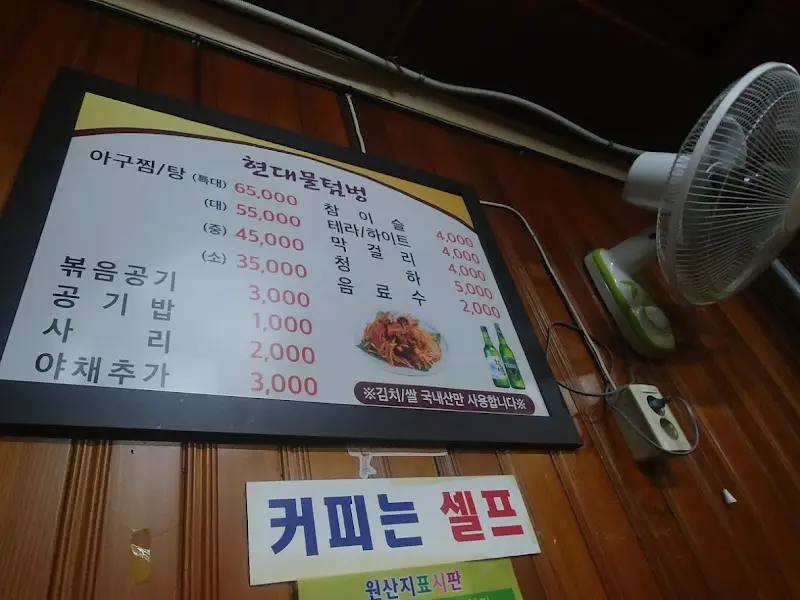 현대물텀벙
아구찜/탕 (특대) 65,000
(대) 55,000
(중) 45,000
(소) 35,000
볶음공기 3,000
공기밥 1,000
사리 2,000
야채추가 3,000
참이슬 4,000
테라/하이트 4,000
막걸리 4,000
청하 5,000
음료수 2,000
※김치/쌀 국내산만 사용합니다※
커피는 셀프
원산지표시판